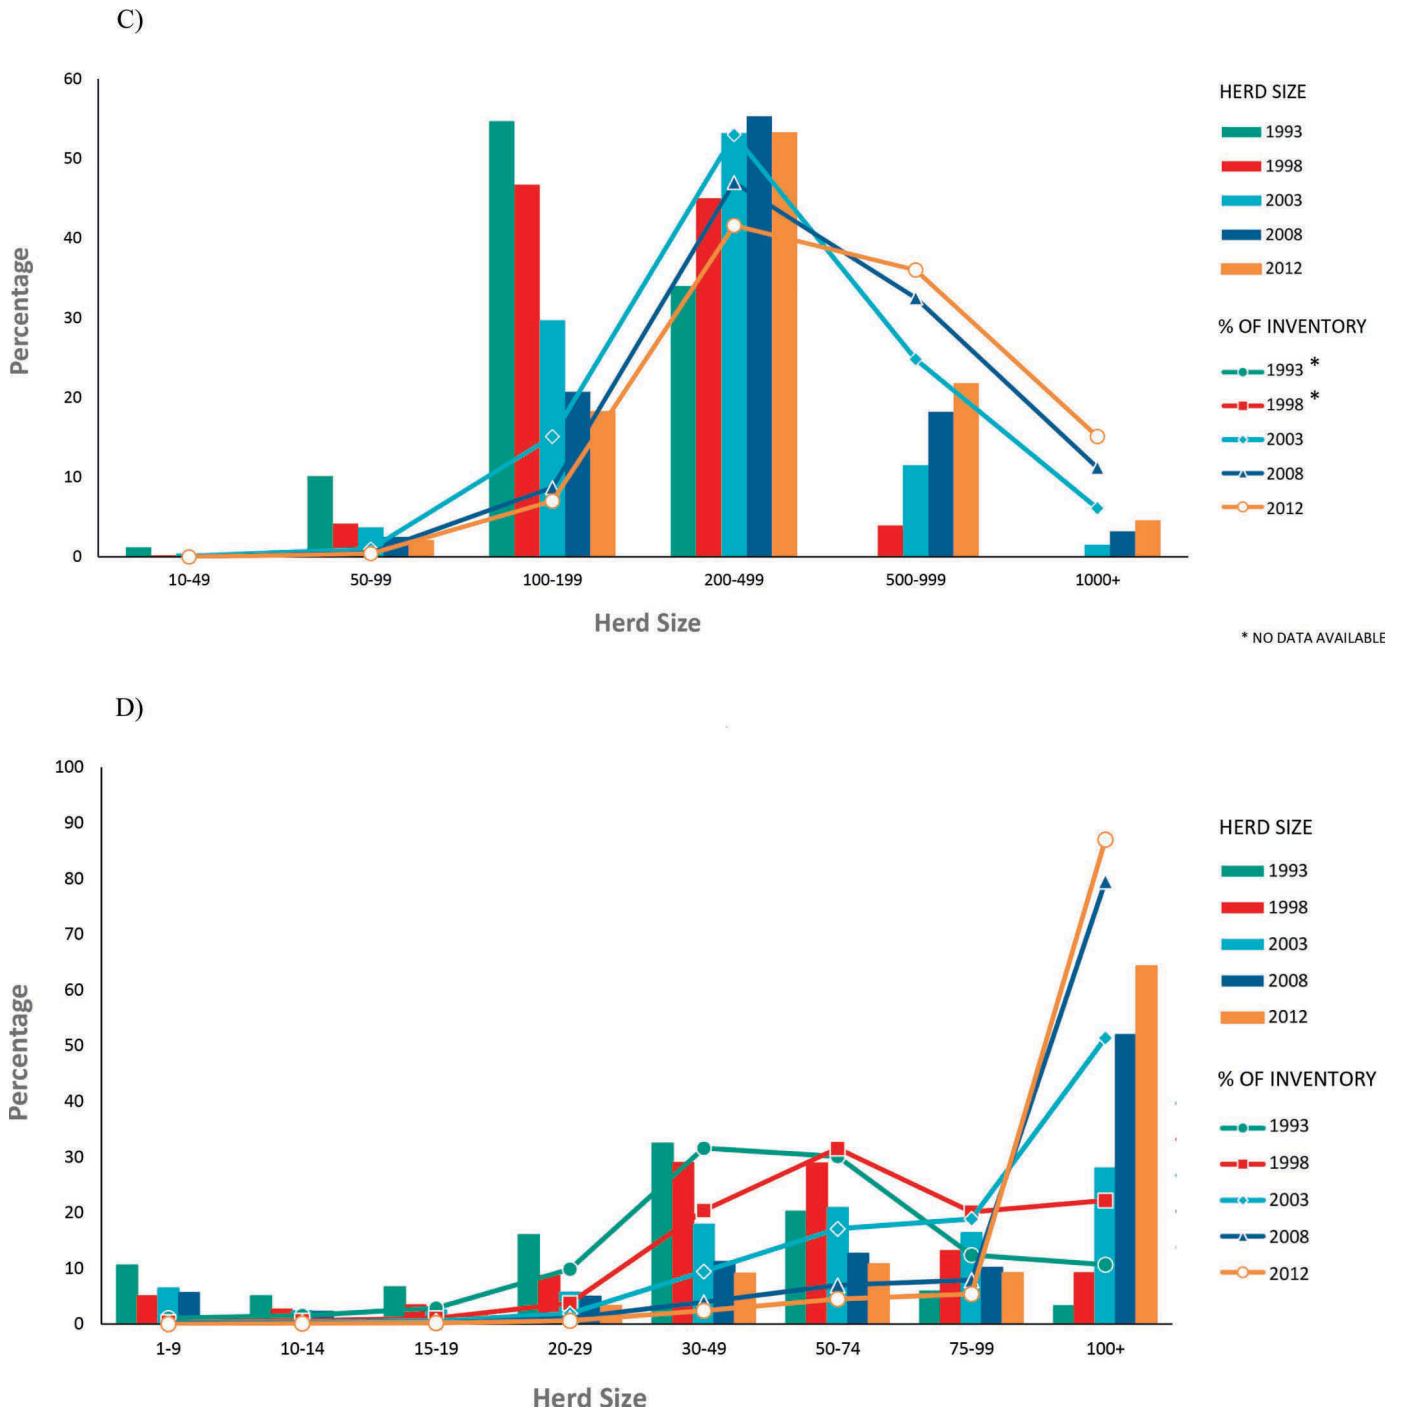 C)
60
50
40
30
20
10
0
Percentage
10-49 50-99 100-199 200-499 500-999 1000+
Herd Size
HERD SIZE
1993
1998
2003
2008
2012
% OF INVENTORY
1993 *
1998 *
2003
2008
2012
* NO DATA AVAILABLE
D)
100
90
80
70
60
50
40
30
20
10
0
Percentage
1-9 10-14 15-19 20-29 30-49 50-74 75-99 100+
Herd Size
HERD SIZE
1993
1998
2003
2008
2012
% OF INVENTORY
1993
1998
2003
2008
2012